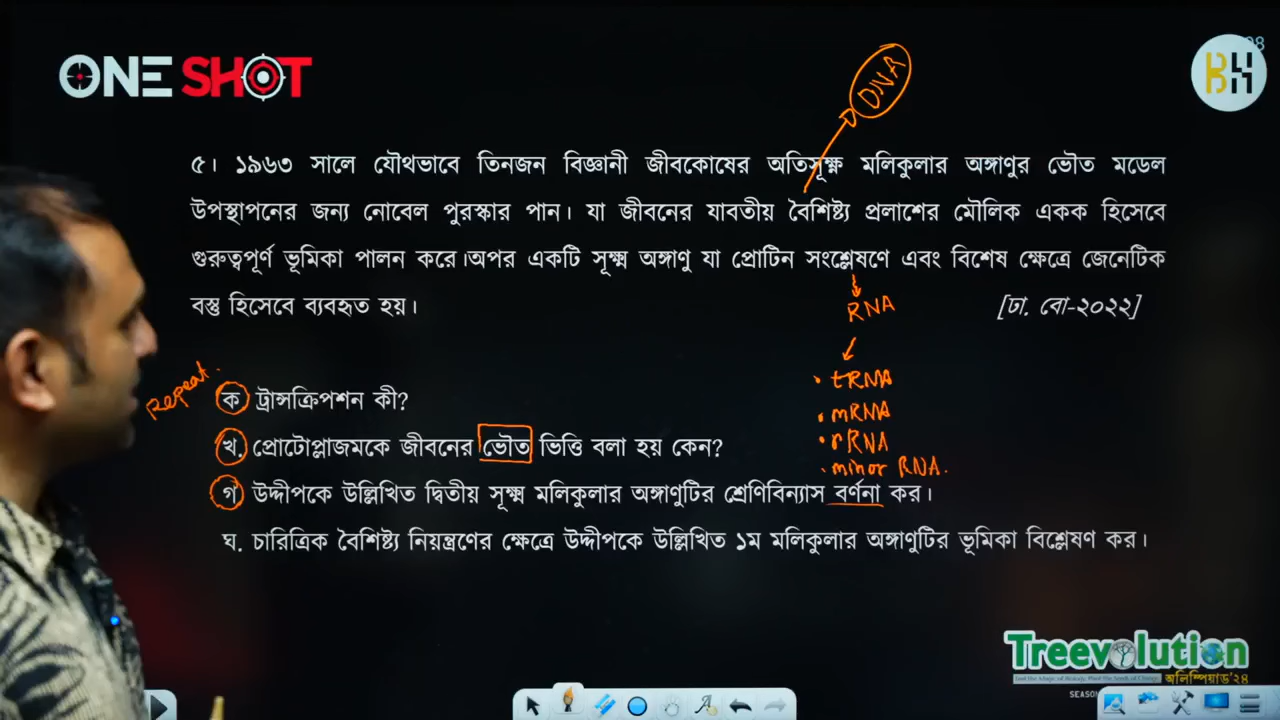 ONE SHOT
BH
DNA
৫। ১৯৬৩ সালে যৌথভাবে তিনজন বিজ্ঞানী জীবকোষের অতিসূক্ষ্ম মলিকুলার অঙ্গাণুর ভৌত মডেল
উপস্থাপনের জন্য নোবেল পুরস্কার পান। যা জীবনের যাবতীয় বৈশিষ্ট্য প্রলাশের মৌলিক একক হিসেবে
গুরুত্বপূর্ণ ভূমিকা পালন করে।অপর একটি সূক্ষ্ম অঙ্গাণু যা প্রোটিন সংশ্লেষণে এবং বিশেষ ক্ষেত্রে জেনেটিক
বস্তু হিসেবে ব্যবহৃত হয়।
RNA
[ঢা. বো-২০২২]
Repeat.
ক ট্রান্সক্রিপশন কী?
tRNA
mRNA
খ. প্রোটোপ্লাজমকে জীবনের ভৌত ভিত্তি বলা হয় কেন?
rRNA
minor RNA.
গ উদ্দীপকে উল্লিখিত দ্বিতীয় সূক্ষ্ম মলিকুলার অঙ্গাণুটির শ্রেণিবিন্যাস বর্ণনা কর।
ঘ. চারিত্রিক বৈশিষ্ট্য নিয়ন্ত্রণের ক্ষেত্রে উদ্দীপকে উল্লিখিত ১ম মলিকুলার অঙ্গাণুটির ভূমিকা বিশ্লেষণ কর।
Treevolution
অলিম্পিয়াড'২৪